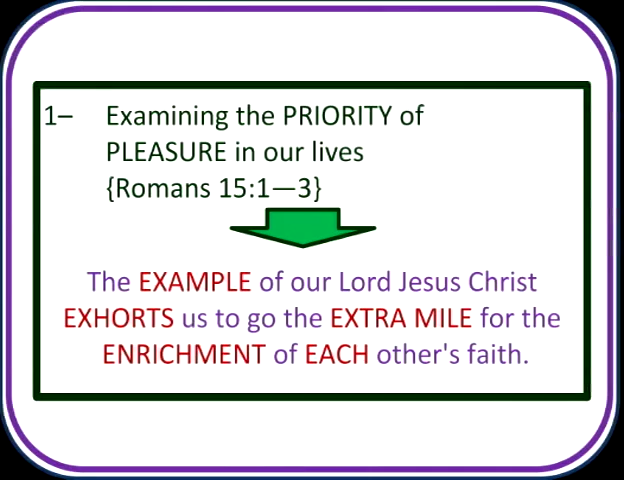 1– Examining the PRIORITY of
PLEASURE in our lives
{Romans 15:1—3}
The EXAMPLE of our Lord Jesus Christ
EXHORTS us to go the EXTRA MILE for the
ENRICHMENT of EACH other's faith.